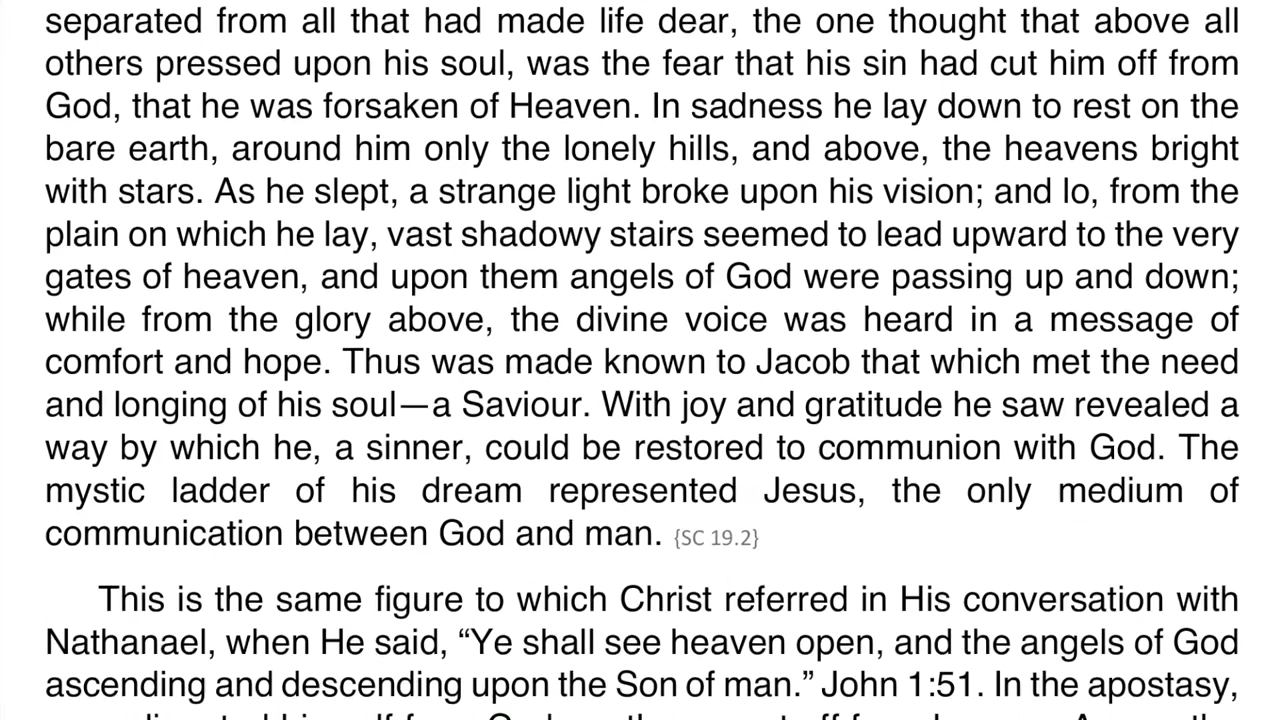 separated from all that had made life dear, the one thought that above all
others pressed upon his soul, was the fear that his sin had cut him off from
God, that he was forsaken of Heaven. In sadness he lay down to rest on the
bare earth, around him only the lonely hills, and above, the heavens bright
with stars. As he slept, a strange light broke upon his vision; and lo, from the
plain on which he lay, vast shadowy stairs seemed to lead upward to the very
gates of heaven, and upon them angels of God were passing up and down;
while from the glory above, the divine voice was heard in a message of
comfort and hope. Thus was made known to Jacob that which met the need
and longing of his soul—a Saviour. With joy and gratitude he saw revealed a
way by which he, a sinner, could be restored to communion with God. The
mystic ladder of his dream represented Jesus, the only medium of
communication between God and man. {SC 19.2}
This is the same figure to which Christ referred in His conversation with
Nathanael, when He said, “Ye shall see heaven open, and the angels of God
ascending and descending upon the Son of man.” John 1:51. In the apostasy,